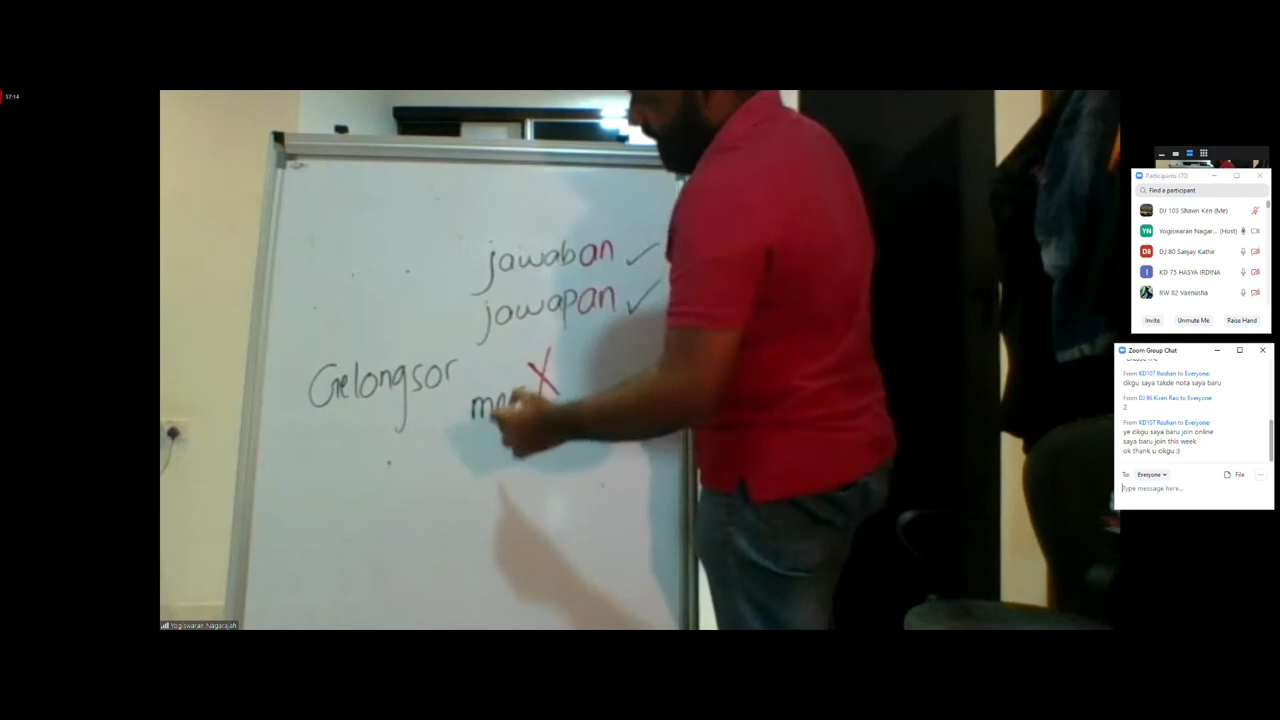 57:14
jawaban ✓
jawapan ✓
Gelongsor
X
Yogiswaran Nagarajah
Participants (70)
Find a participant
DJ 103 Shawn Ken (Me)
YN Yogiswaran Nagar... (Host)
D8 DJ 80 Sanjay Kathir
I KD 75 HASYA IRDINA
RW 82 Vaenusha
Invite Unmute Me Raise Hand
Zoom Group Chat
From KD107 Roshan to Everyone:
cikgu saya takde nota saya baru
From DJ 96 Kven Rao to Everyone:
2
From KD107 Roshan to Everyone:
ye cikgu saya baru join online
saya baru join this week
ok thank u cikgu :)
To: Everyone File ...
Type message here...